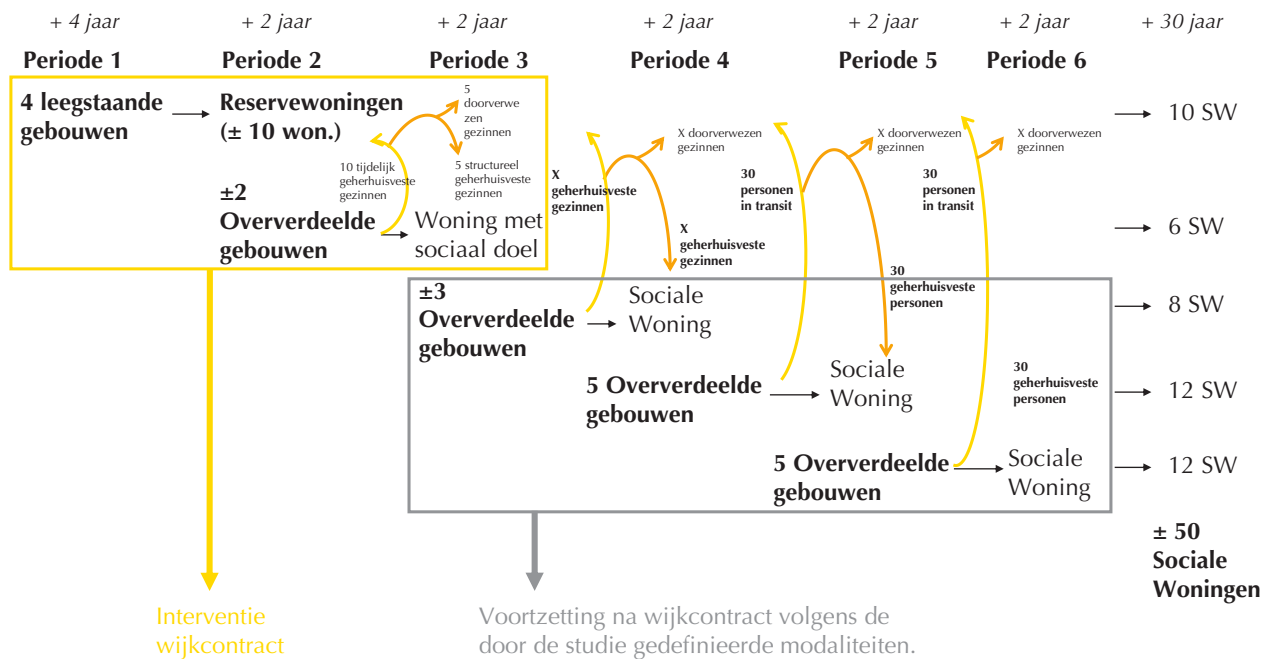 + 4 jaar
+ 2 jaar
+ 2 jaar
+ 2 jaar
+ 2 jaar
+ 2 jaar
+ 30 jaar
Periode 1
Periode 2
Periode 3
Periode 4
Periode 5
Periode 6
4 leegstaande
gebouwen
Reservewoningen
(± 10 won.)
5
doorverwe
zen
gezinnen
10 tijdelijk
geherhuisveste
gezinnen
5 structureel
geherhuisveste
gezinnen
X doorverwezen
gezinnen
X doorverwezen
gezinnen
X doorverwezen
gezinnen
10 SW
±2
Oververdeelde
gebouwen
Woning met
sociaal doel
X
geherhuisveste
gezinnen
X
geherhuisveste
gezinnen
30
personen
in transit
30
personen
in transit
6 SW
±3
Oververdeelde
gebouwen
Sociale
Woning
30
geherhuisveste
personen
8 SW
5 Oververdeelde
gebouwen
Sociale
Woning
30
geherhuisveste
personen
12 SW
5 Oververdeelde
gebouwen
Sociale
Woning
12 SW
± 50
Sociale
Woningen
Interventie
wijkcontract
Voortzetting na wijkcontract volgens de
door de studie gedefinieerde modaliteiten.